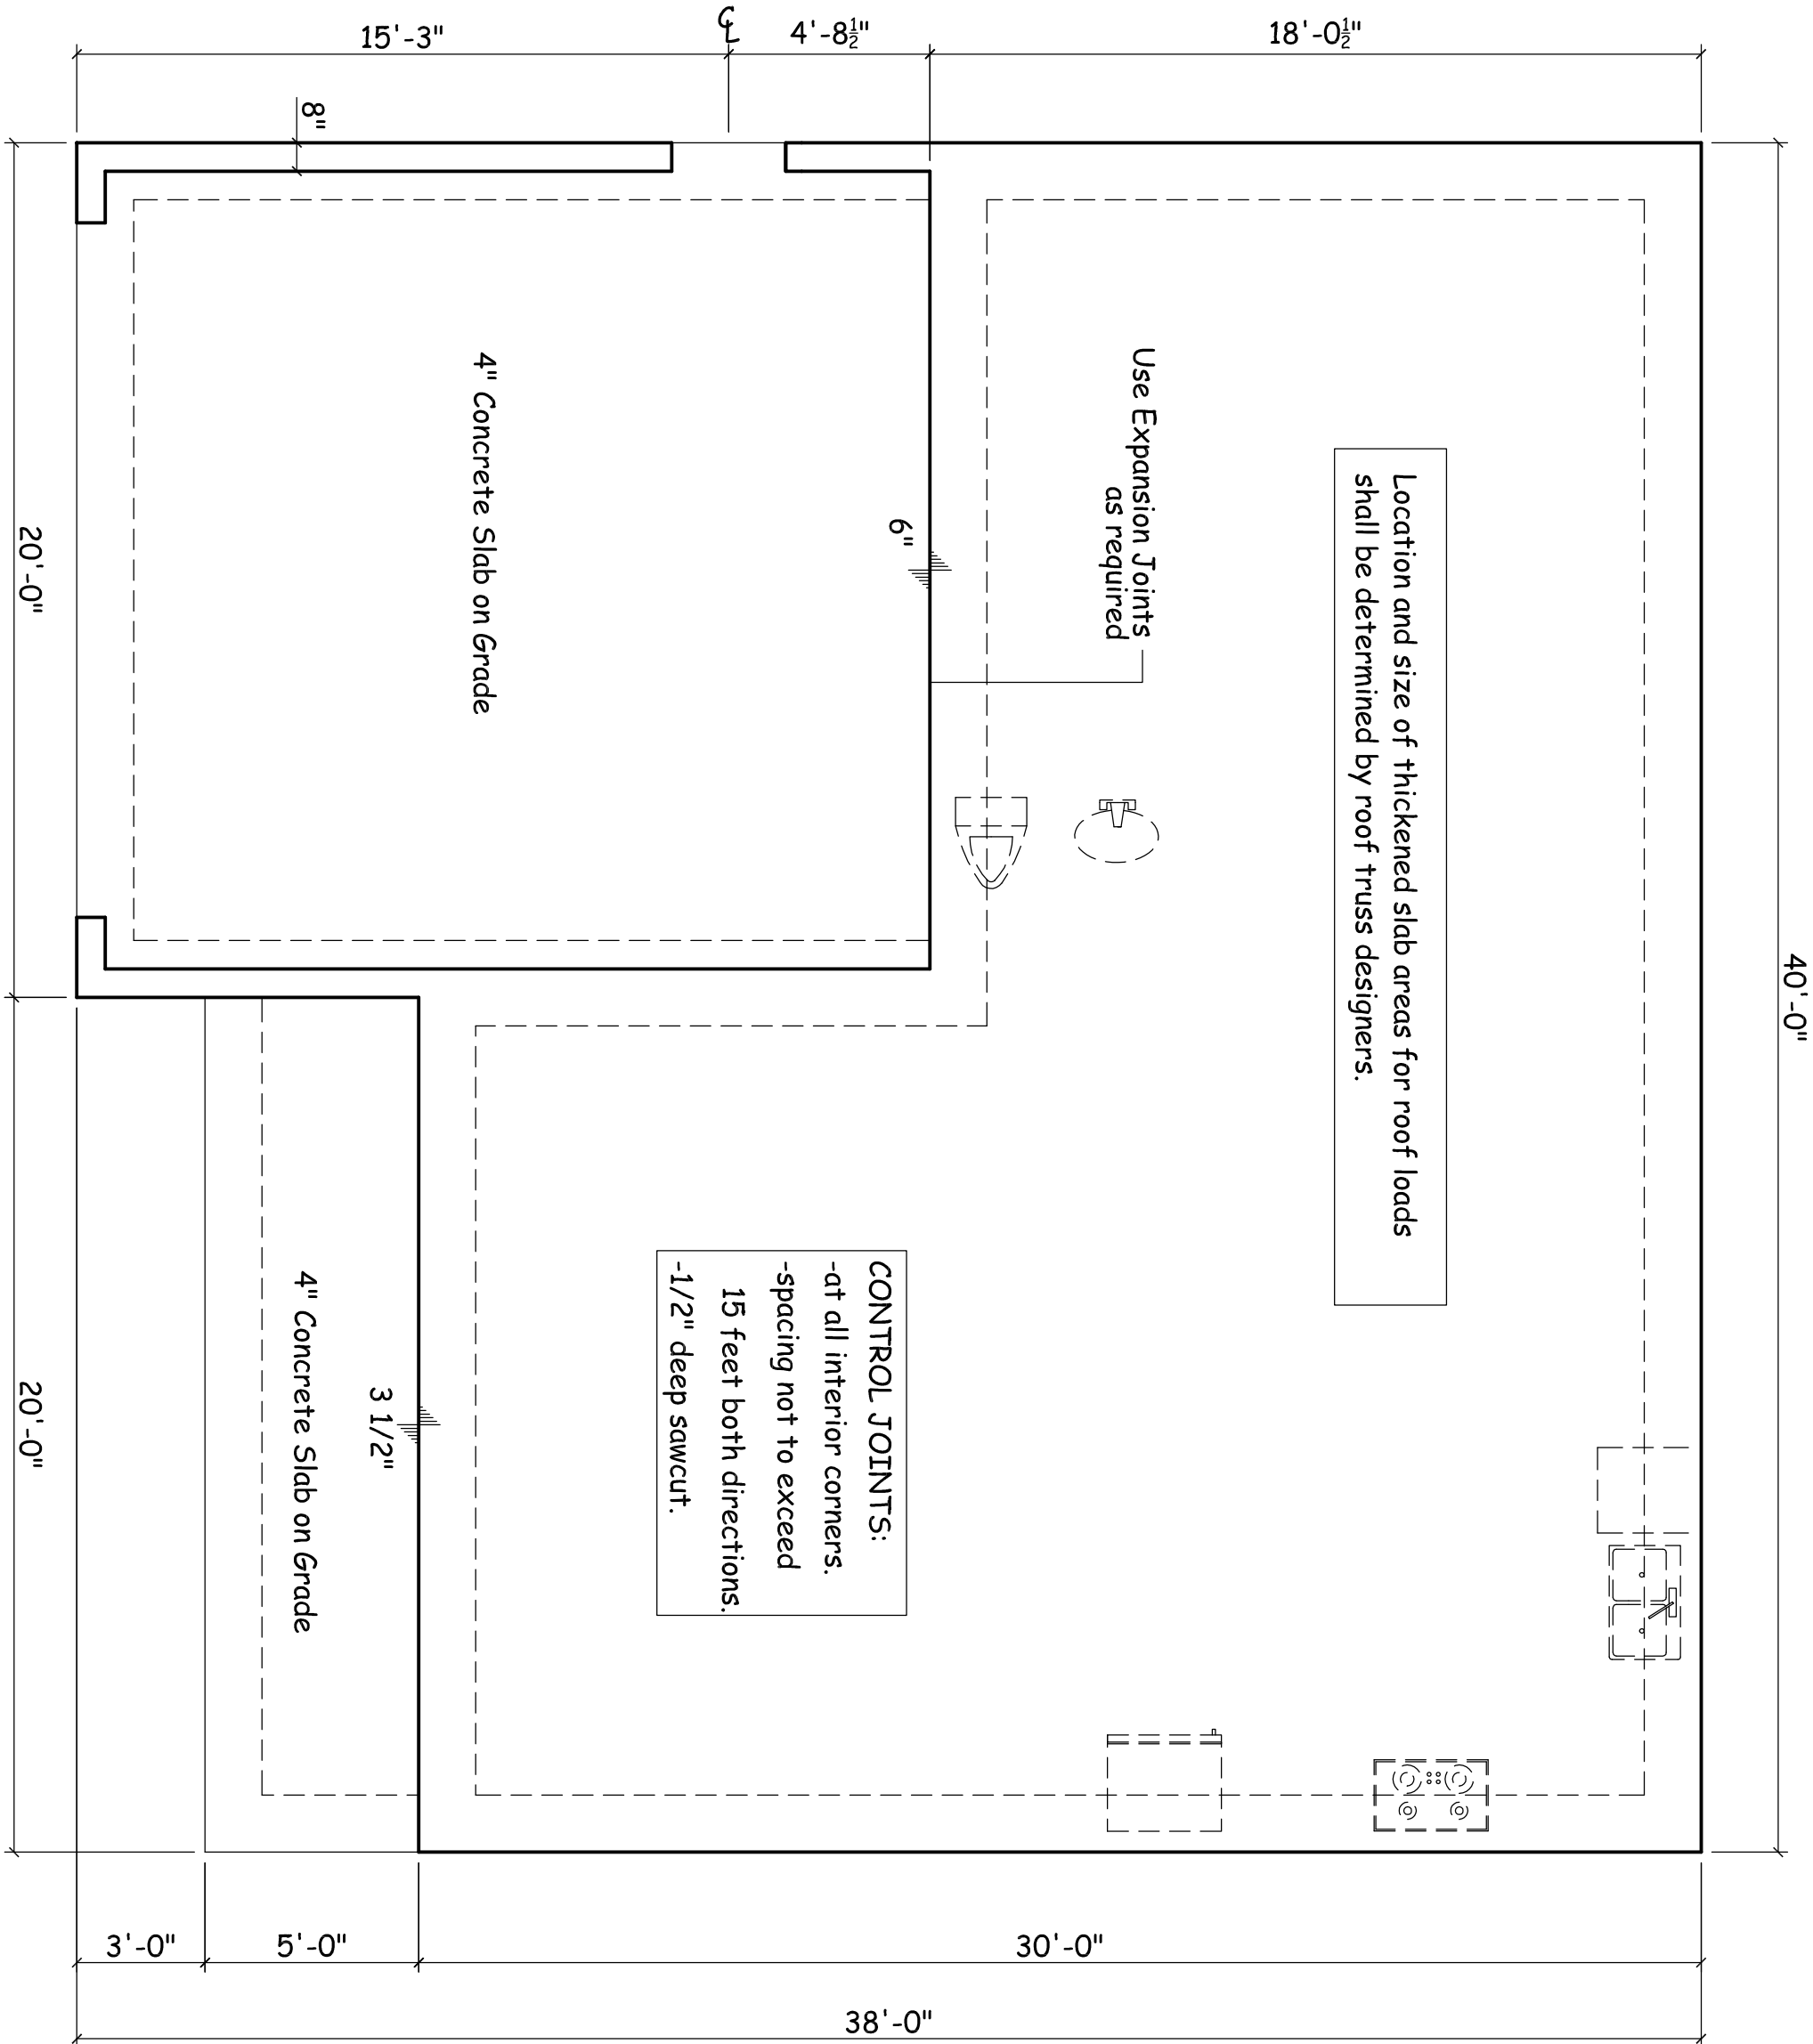 15'-3"
C L
4'-8½"
18'-0½"
8"
40'-0"
Location and size of thickened slab areas for roof loads
shall be determined by roof truss designers.
Use Expansion Joints
as required
6"
4" Concrete Slab on Grade
20'-0"
CONTROL JOINTS:
-at all interior corners.
-spacing not to exceed
15 feet both directions.
-1/2" deep sawcut.
3 1/2"
4" Concrete Slab on Grade
20'-0"
3'-0"
5'-0"
30'-0"
38'-0"